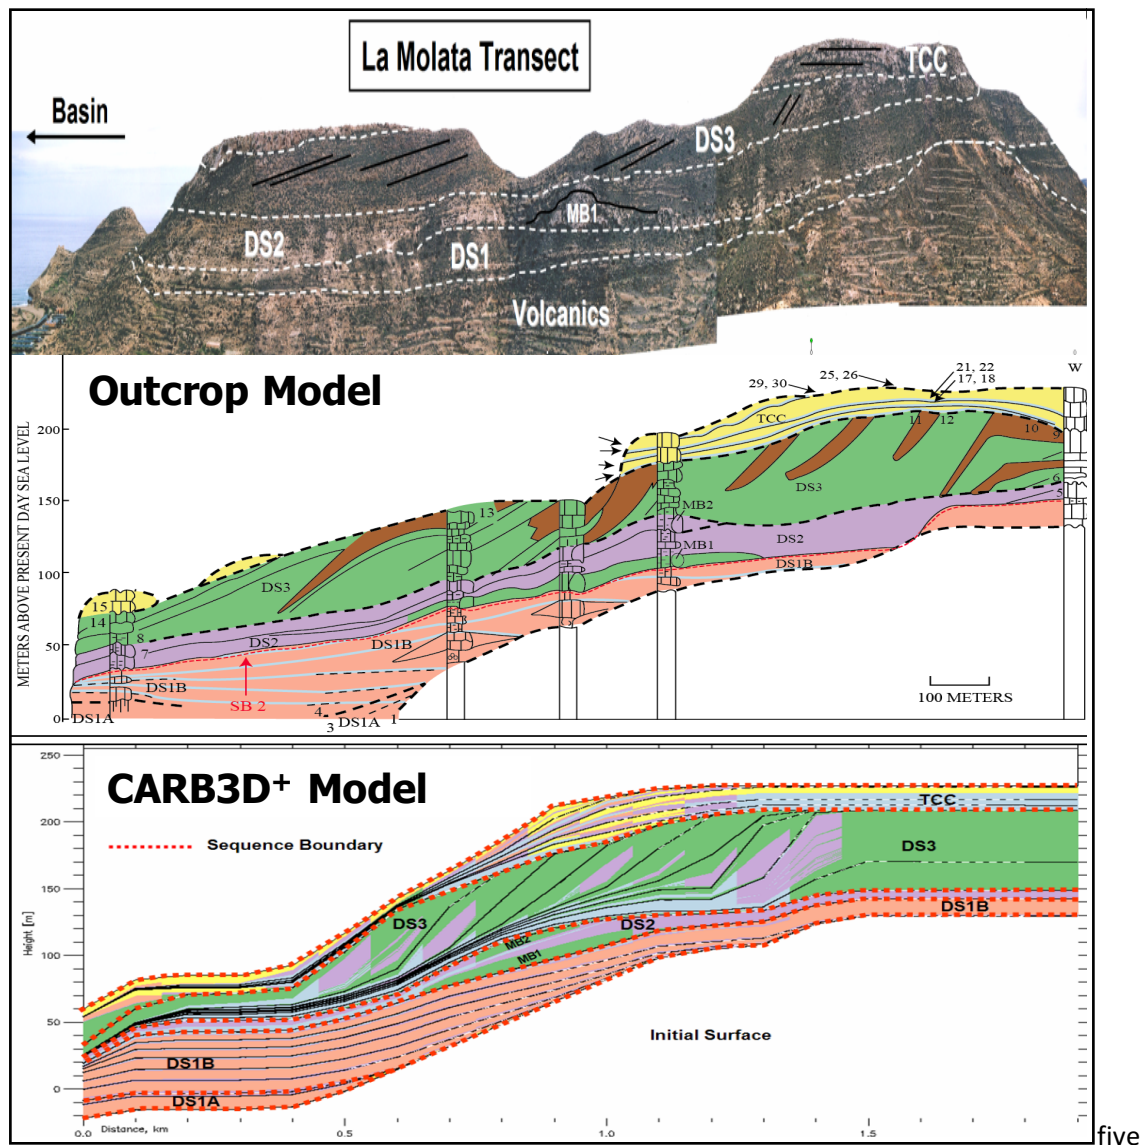 La Molata Transect
Basin
TCC
DS3
MB1
DS2
DS1
Volcanics
Outcrop Model
METERS ABOVE PRESENT DAY SEA LEVEL
200
150
100
50
0
21, 22
17, 18
25, 26
29, 30
W
TCC
11
12
10
9
DS3
6
5
13
MB2
MB1
DS2
DS1B
DS3
15
14
8
7
DS2
DS1B
DS1B
SB 2
DS1A
4
3
DS1A
1
100 METERS
CARB3D+ Model
Sequence Boundary
250
200
150
100
50
0
Height [m]
TCC
DS3
DS1B
DS3
DS2
MB2
MB1
Initial Surface
DS1B
DS1A
0.0
Distance, km
0.5
1.0
1.5
five